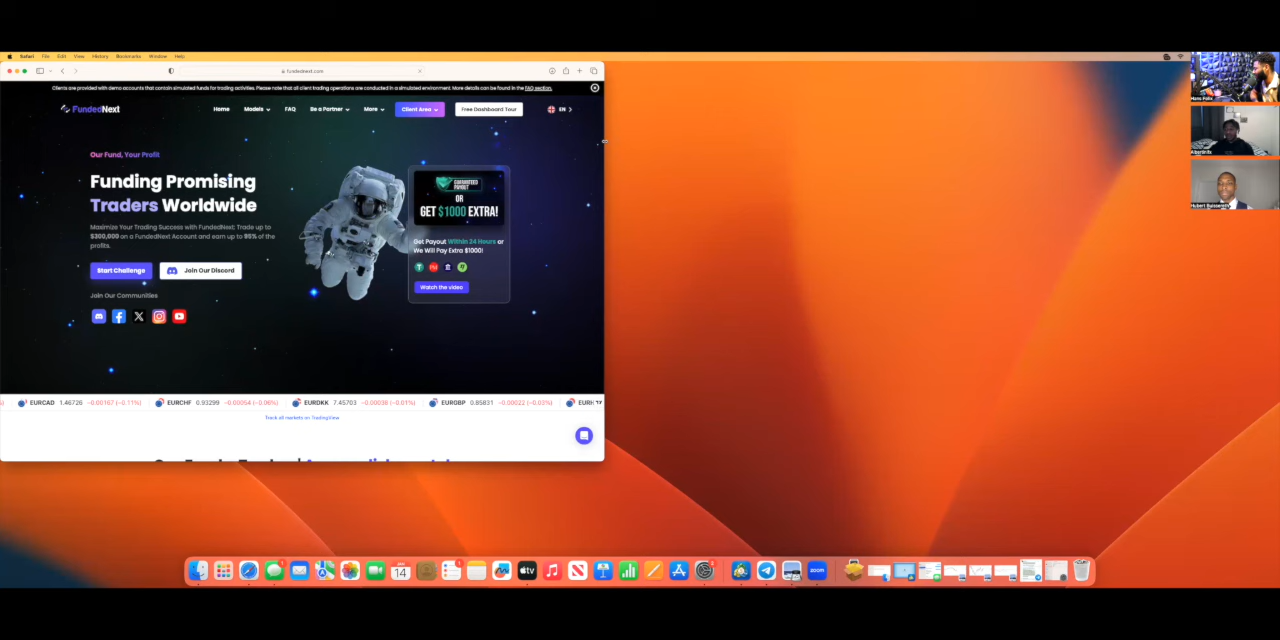 Safari File Edit View History Bookmarks Window Help
fundednext.com
Clients are provided with demo accounts that contain simulated funds for trading activities. Please note that all client trading operations are conducted in a simulated environment. More details can be found in the FAQ section.
FundedNext
Home Models FAQ Be a Partner More Client Area Free Dashboard Tour EN
Our Fund, Your Profit
Funding Promising
Traders Worldwide
Maximize Your Trading Success with FundedNext: Trade up to
$300,000 on a FundedNext Account and earn up to 95% of the
profits.
Start Challenge Join Our Discord
Join Our Communities
GUARANTEED
PAYOUT
OR
GET $1000 EXTRA!
Get Payout Within 24 Hours or
We Will Pay Extra $1000!
Watch the video
EURCAD 1.46726 −0.00167 (−0.11%) EURCHF 0.93299 −0.00054 (−0.06%) EURDKK 7.45703 −0.00036 (−0.01%) EURGBP 0.85831 −0.00022 (−0.03%)
Track all markets on TradingView
Hans Felix
tv
14
zoom